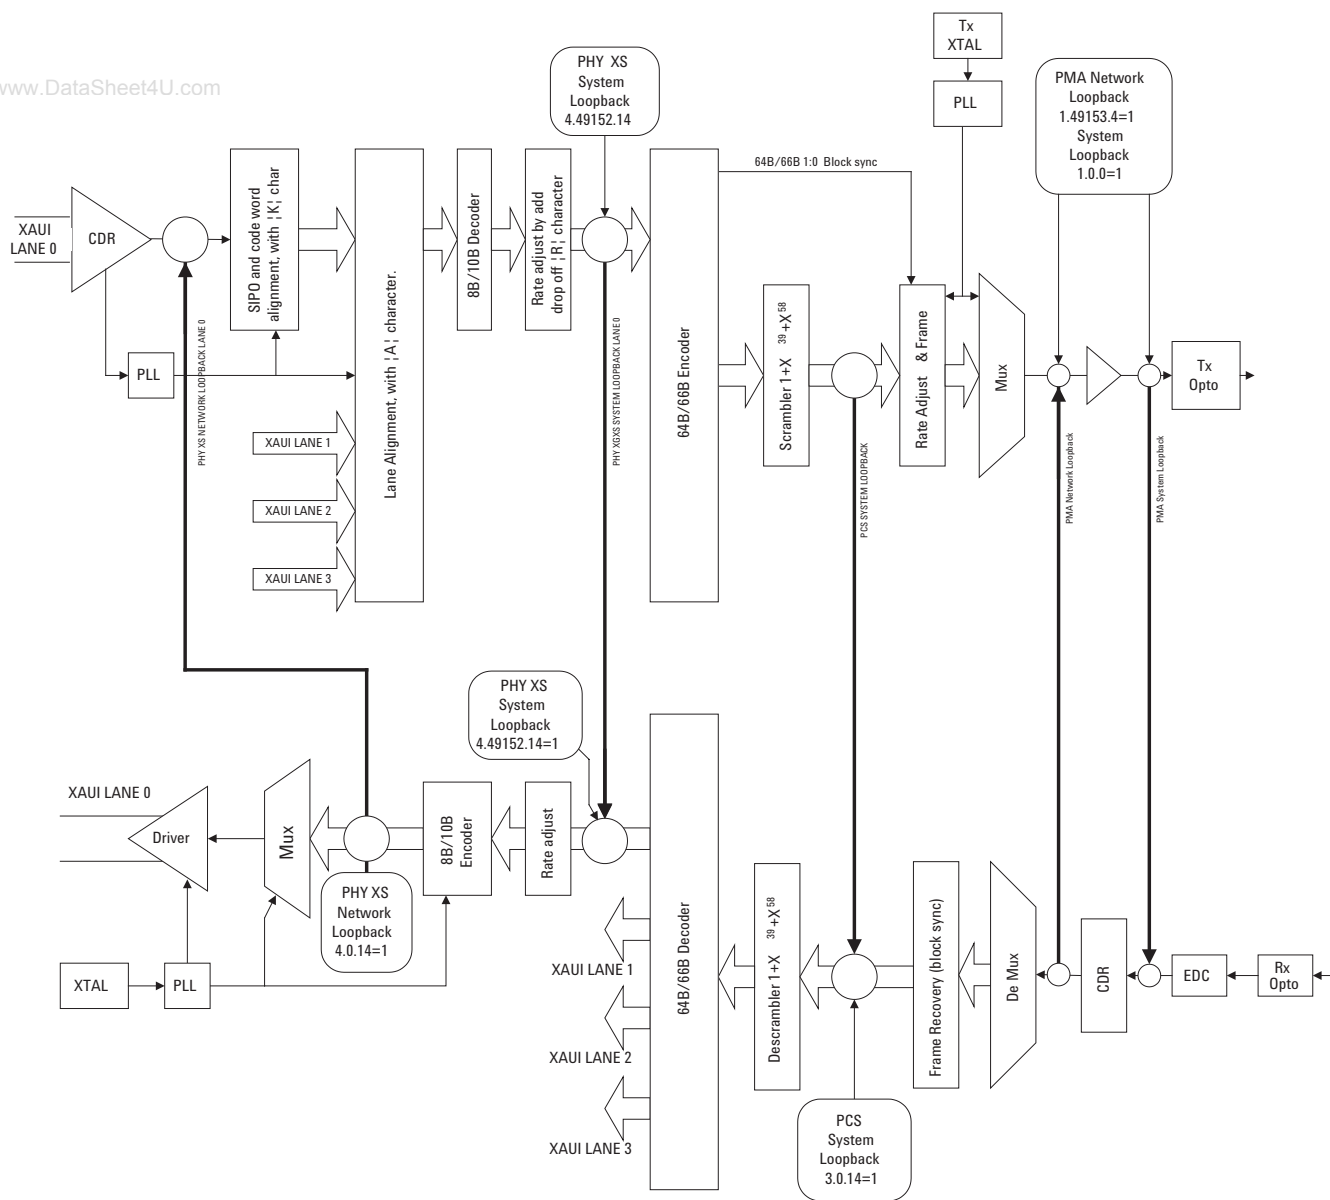 www.DataSheet4U.com
PHY XS
System
Loopback
4.49152.14
Tx
XTAL
PLL
PMA Network
Loopback
1.49153.4=1
System
Loopback
1.0.0=1
XAUI
LANE 0
CDR
PLL
SIPO and code word
alignment, with ¦K¦ char
Lane Alignment, with ¦A¦ character.
8B/10B Decoder
Rate adjust by add
drop off ¦R¦ character
64B/66B Encoder
64B/66B 1:0 Block sync
Scrambler 1+X 39 +X 58
Rate Adjust & Frame
Mux
Tx
Opto
XAUI LANE 1
XAUI LANE 2
XAUI LANE 3
PHY XS NETWORK LOOPBACK LANE 0
PHY XGXS SYSTEM LOOPBACK LANE 0
PCS SYSTEM LOOPBACK
PMA Network Loopback
PMA System Loopback
PHY XS
System
Loopback
4.49152.14=1
XAUI LANE 0
Driver
Mux
PHY XS
Network
Loopback
4.0.14=1
8B/10B
Encoder
Rate adjust
64B/66B Decoder
XTAL
PLL
XAUI LANE 1
XAUI LANE 2
XAUI LANE 3
Descrambler 1+X 39 +X 58
Frame Recovery (block sync)
De Mux
CDR
EDC
Rx
Opto
PCS
System
Loopback
3.0.14=1